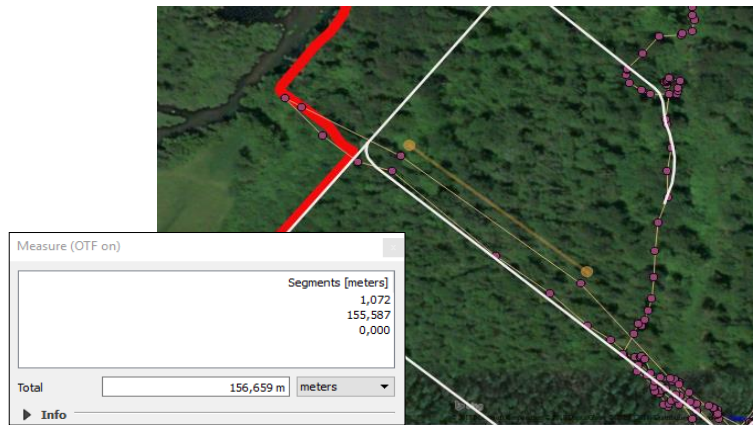 Measure (OTF on)
Segments [meters]
1,072
155,587
0,000
Total 156,659 m meters
Info